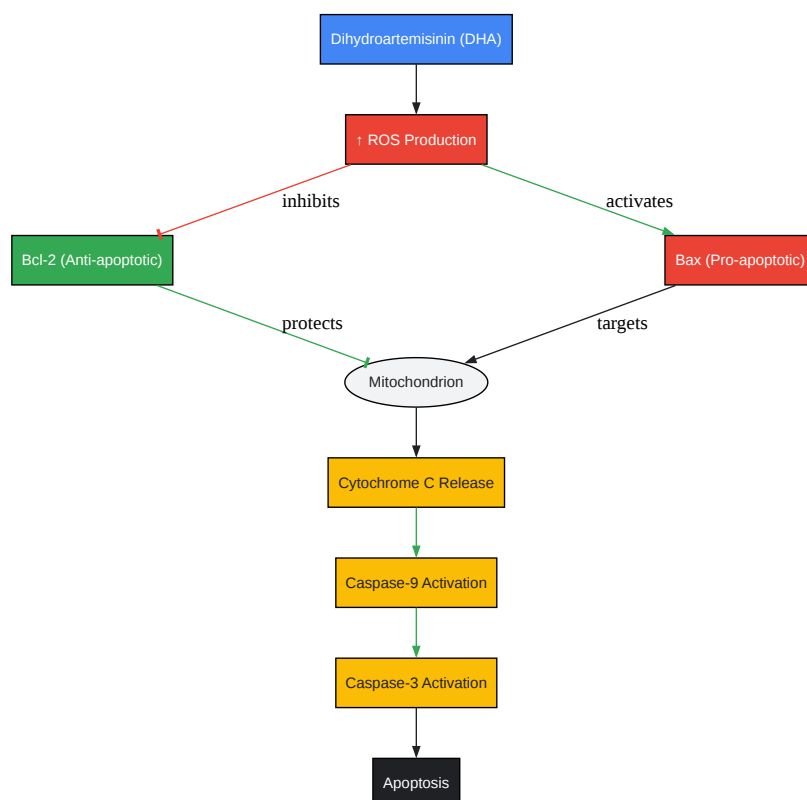 Dihydroartemisinin (DHA)
↑ ROS Production
inhibits
activates
Bcl-2 (Anti-apoptotic)
Bax (Pro-apoptotic)
protects
targets
Mitochondrion
Cytochrome C Release
Caspase-9 Activation
Caspase-3 Activation
Apoptosis